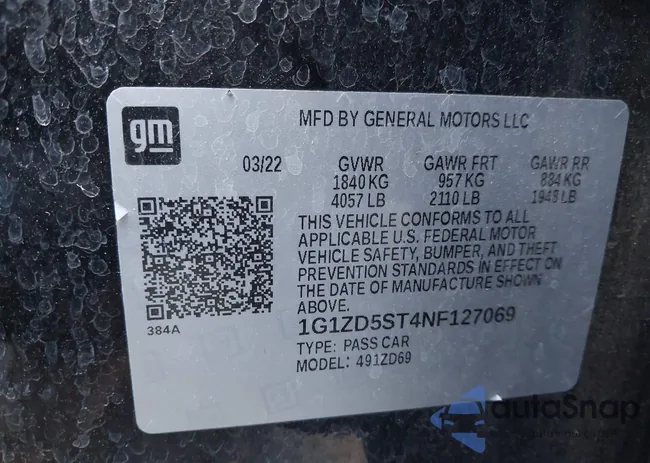 gm
MFD BY GENERAL MOTORS LLC
03/22 GVWR GAWR FRT GAWR RR
1840 KG 957 KG 884 KG
4057 LB 2110 LB 1948 LB
THIS VEHICLE CONFORMS TO ALL
APPLICABLE U.S. FEDERAL MOTOR
VEHICLE SAFETY, BUMPER, AND THEFT
PREVENTION STANDARDS IN EFFECT ON
THE DATE OF MANUFACTURE SHOWN
ABOVE.
384A
1G1ZD5ST4NF127069
TYPE: PASS CAR
MODEL: 491ZD69
autoSnap